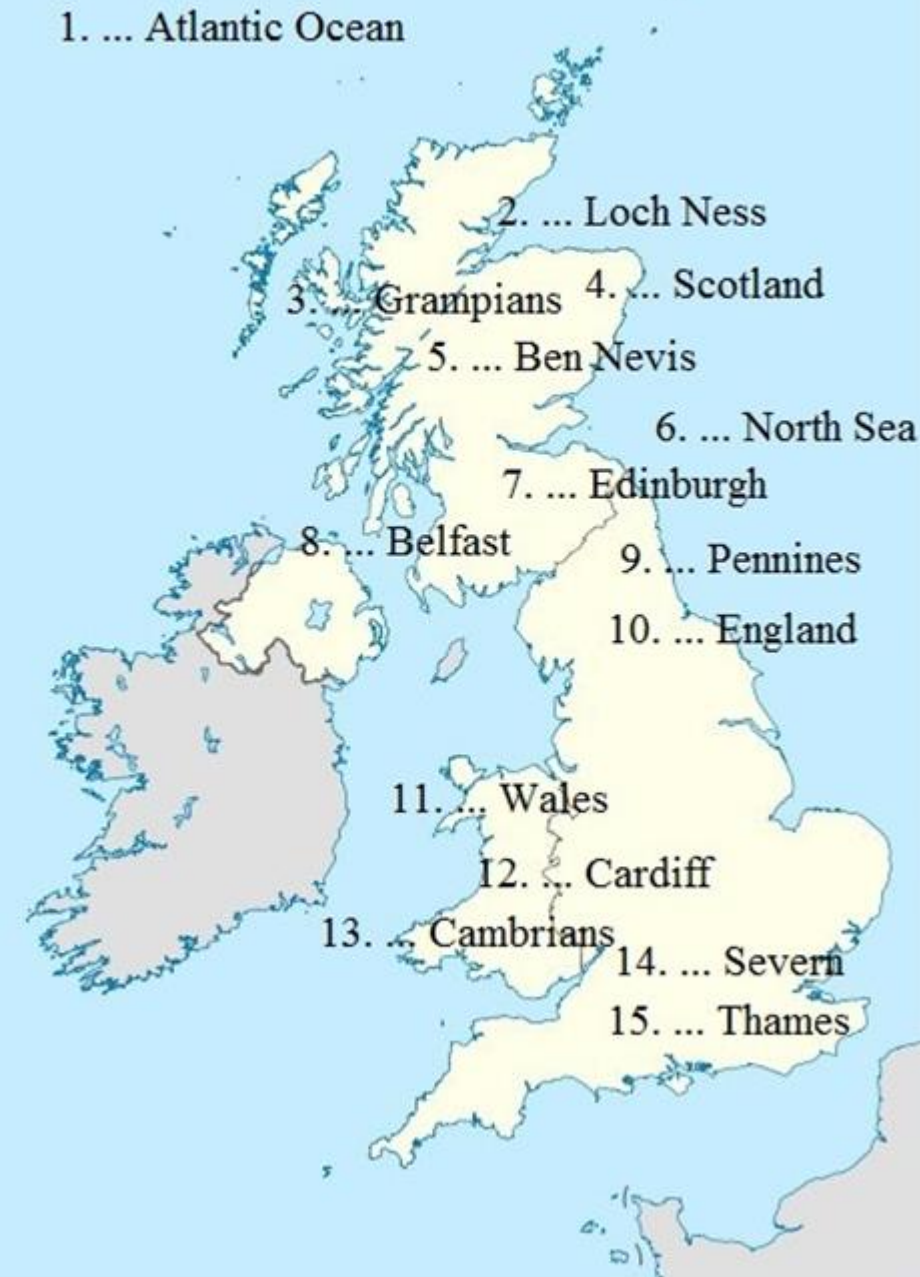 1. ... Atlantic Ocean
2. ... Loch Ness
3. ... Grampians
4. ... Scotland
5. ... Ben Nevis
6. ... North Sea
7. ... Edinburgh
8. ... Belfast
9. ... Pennines
10. ... England
11. ... Wales
12. ... Cardiff
13. ... Cambrians
14. ... Severn
15. ... Thames